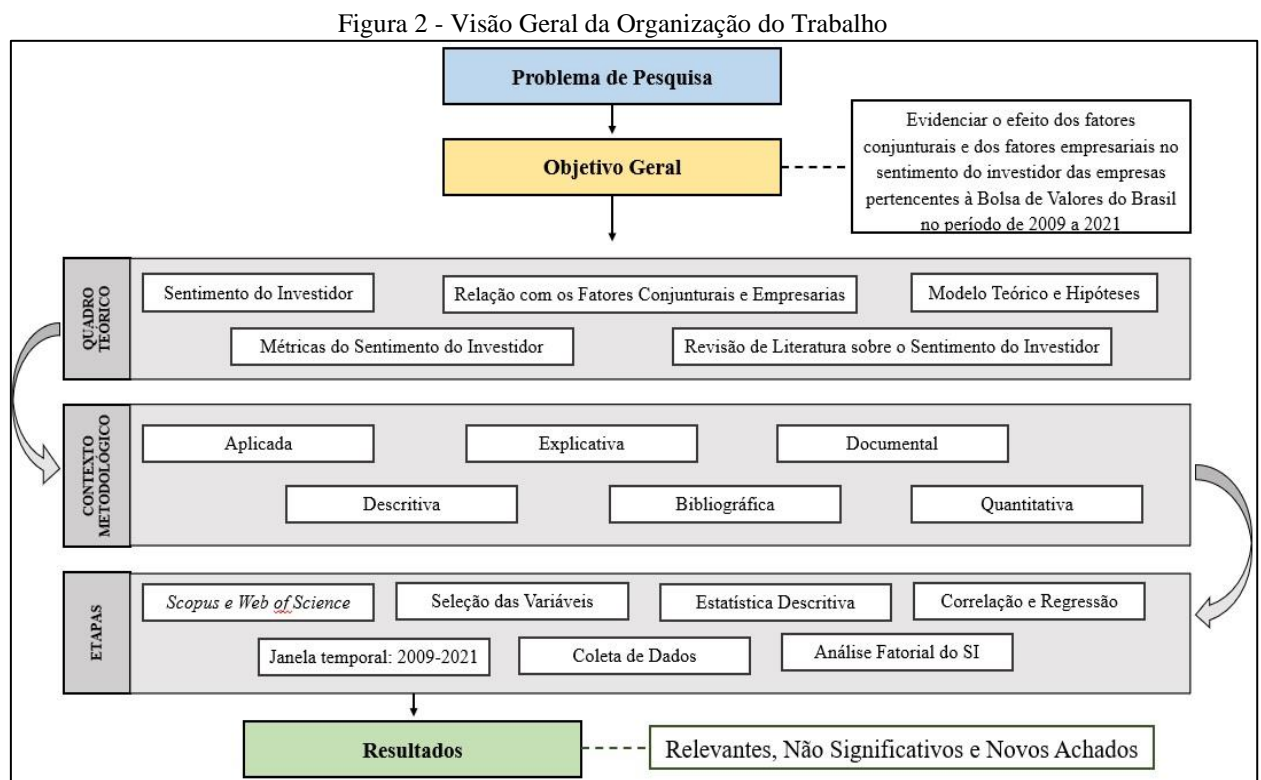 Figura 2 - Visão Geral da Organização do Trabalho
Problema de Pesquisa
Objetivo Geral
Evidenciar o efeito dos fatores
conjunturais e dos fatores empresariais no
sentimento do investidor das empresas
pertencentes à Bolsa de Valores do Brasil
no período de 2009 a 2021
QUADRO
TEÓRICO
Sentimento do Investidor
Relação com os Fatores Conjunturais e Empresarias
Modelo Teórico e Hipóteses
Métricas do Sentimento do Investidor
Revisão de Literatura sobre o Sentimento do Investidor
CONTEXTO
METODOLÓGICO
Aplicada
Explicativa
Documental
Descritiva
Bibliográfica
Quantitativa
ETAPAS
Scopus e Web of Science
Seleção das Variáveis
Estatística Descritiva
Correlação e Regressão
Janela temporal: 2009-2021
Coleta de Dados
Análise Fatorial do SI
Resultados
Relevantes, Não Significativos e Novos Achados